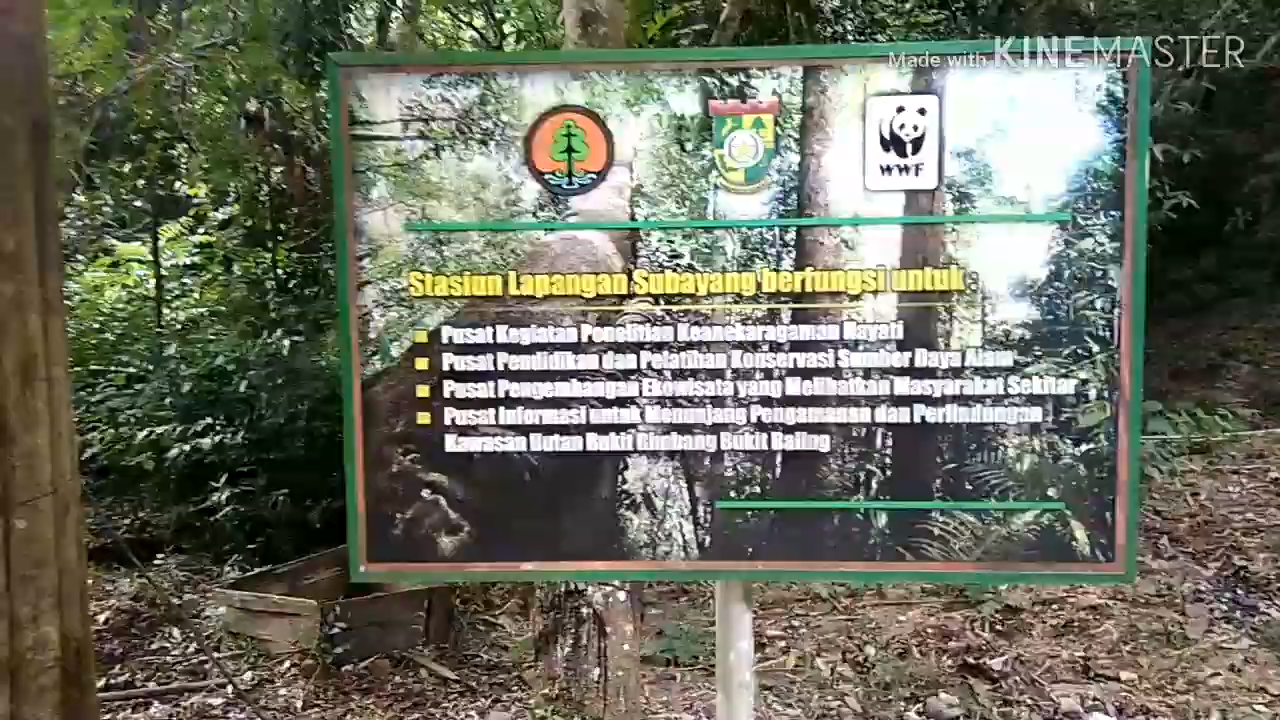 Made with KINEMASTER
WWF
Stasiun Lapangan Subayang berfungsi untuk
Pusat Kegiatan Penelitian Keanekaragaman Hayati
Pusat Pendidikan dan Pelatihan Konservasi Sumber Daya Alam
Pusat Pengembangan Ekowisata yang Melibatkan Masyarakat Sekitar
Pusat Informasi untuk Menunjang Pengamanan dan Perlindungan
Kawasan Hutan Bukit Rimbang Bukit Baling